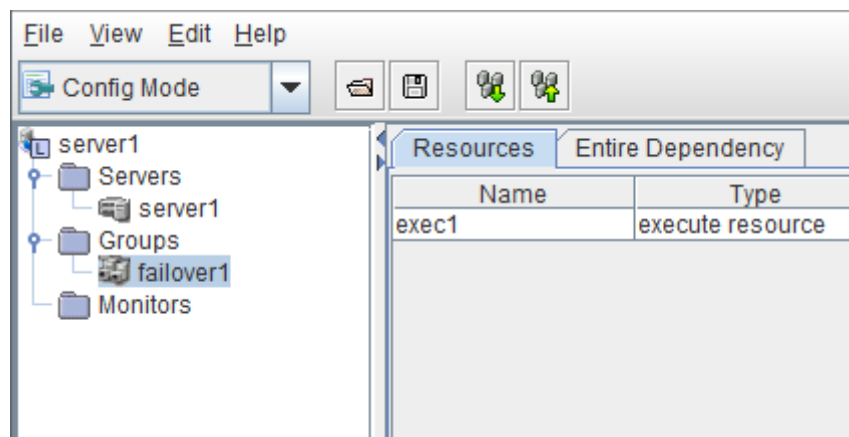 File View Edit Help
Config Mode
server1
Servers
server1
Groups
failover1
Monitors
Resources Entire Dependency
Name Type
exec1 execute resource